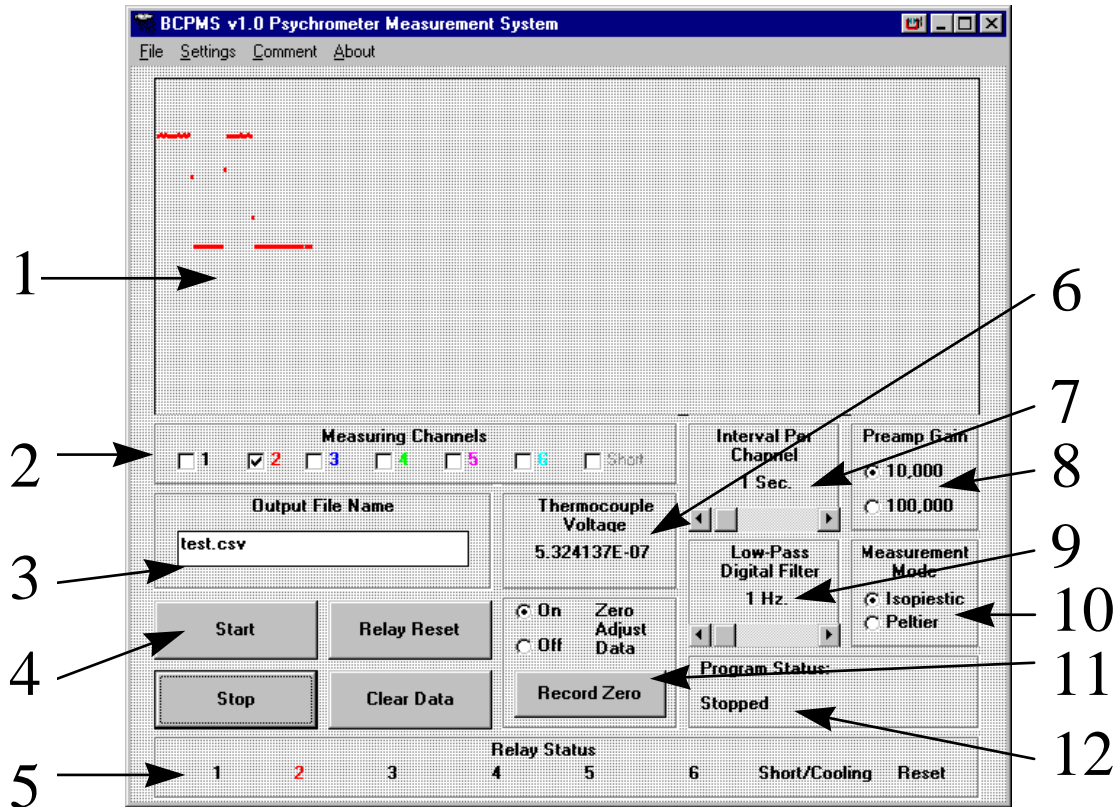 BCPMS v1.0 Psychrometer Measurement System
File Settings Comment About
1
Measuring Channels
1 2 3 4 5 6 Short
2
Output File Name
test.csv
3
Thermocouple
Voltage
5.324137E-07
6
Interval Per
Channel
1 Sec.
7
Preamp Gain
10,000
100,000
8
Low-Pass
Digital Filter
1 Hz.
9
Measurement
Mode
Isopiestic
Peltier
10
Start
Relay Reset
4
Stop
Clear Data
On
Off
Zero
Adjust
Data
Record Zero
11
Program Status:
Stopped
12
Relay Status
1 2 3 4 5 6 Short/Cooling Reset
5